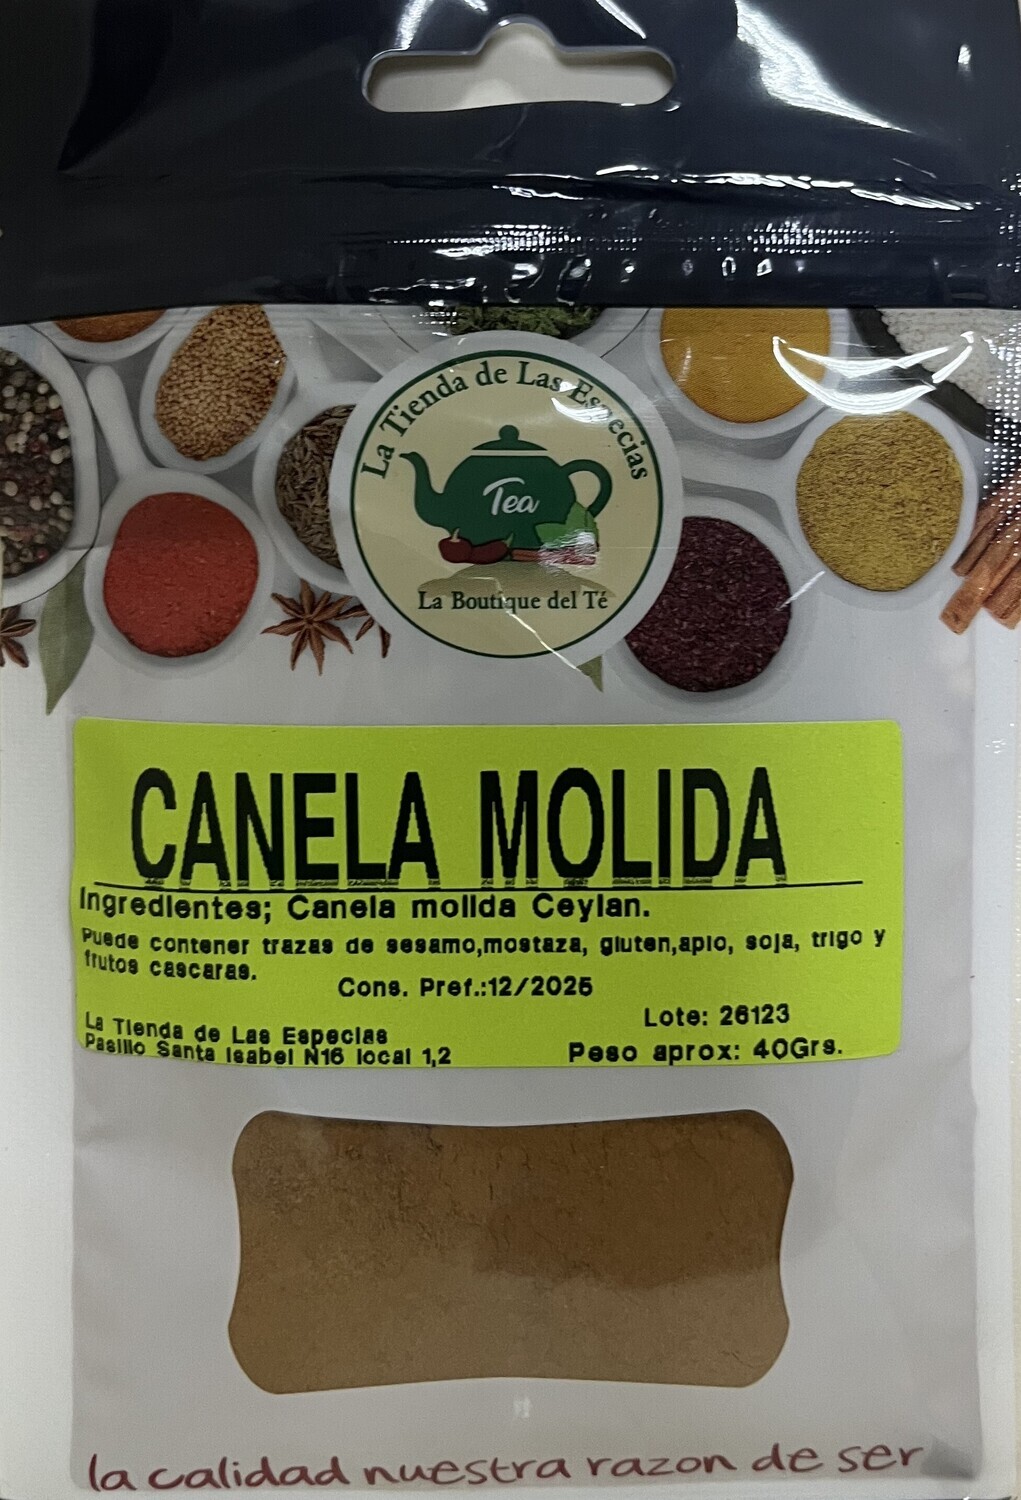 La Tienda de Las Especias
Tea
La Boutique del Té
CANELA MOLIDA
Ingredientes; Canela molida Ceylan.
Puede contener trazas de sesamo,mostaza, gluten,apio, soja, trigo y
frutos cascaras.
Cons. Pref.:12/2025
Lote: 26123
La Tienda de Las Especias
Pasillo Santa Isabel N16 local 1,2
Peso aprox: 40Grs.
la calidad nuestra razon de ser